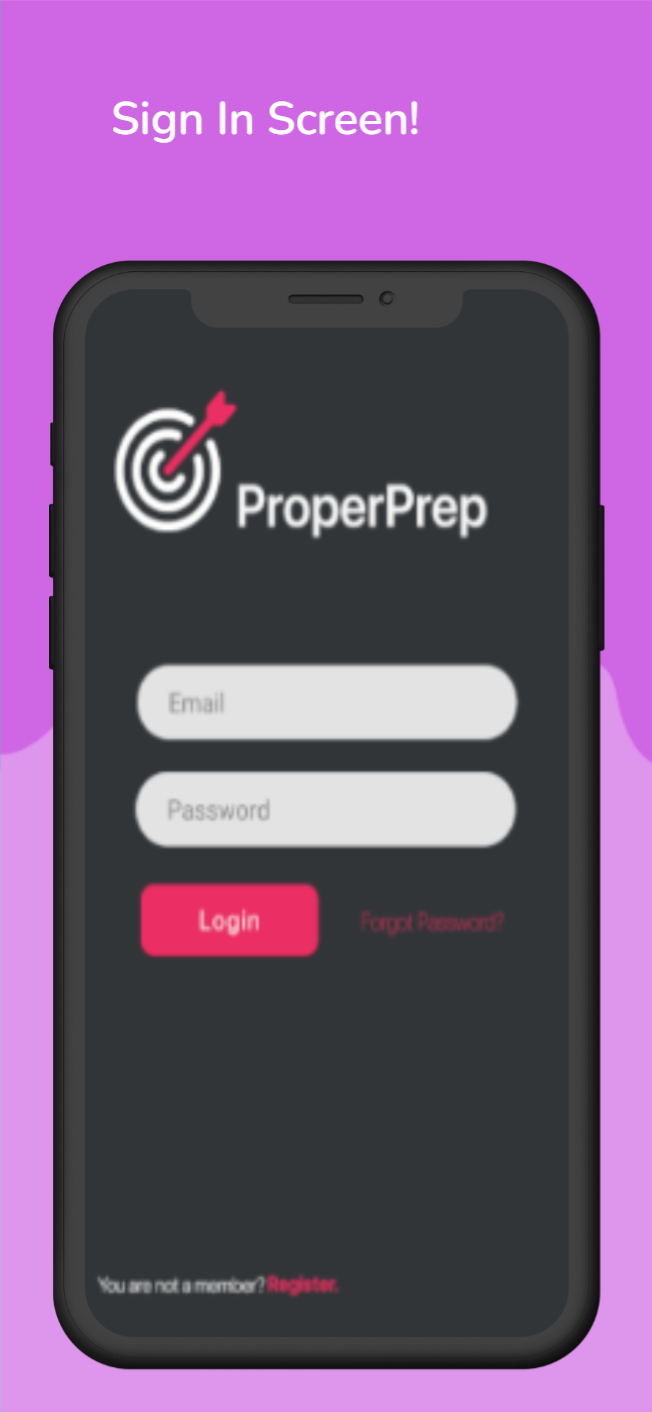 Sign In Screen!
ProperPrep
Email
Password
Login Forgot Password?
You are not a member? Register.